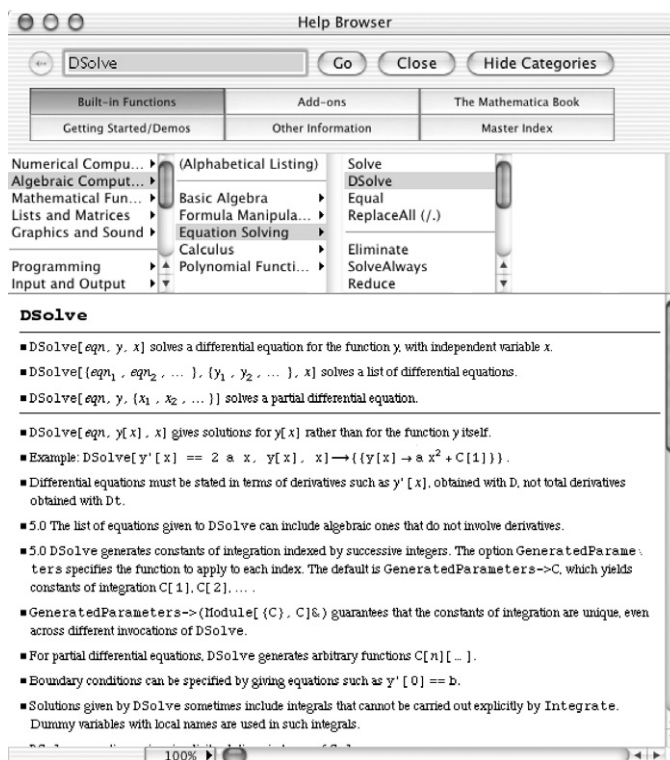 Help Browser
DSolve
Go
Close
Hide Categories
Built-in Functions
Add-ons
The Mathematica Book
Getting Started/Demos
Other Information
Master Index
Numerical Compu...
(Alphabetical Listing)
Solve
Algebraic Comput...
DSolve
Mathematical Fun...
Basic Algebra
Equal
Lists and Matrices
Formula Manipula...
ReplaceAll (/.)
Graphics and Sound
Equation Solving
Calculus
Eliminate
Programming
Polynomial Functi...
SolveAlways
Input and Output
Reduce
DSolve
■ DSolve[eqn, y, x] solves a differential equation for the function y, with independent variable x.
■ DSolve[{eqn₁, eqn₂, ... }, {y₁, y₂, ... }, x] solves a list of differential equations.
■ DSolve[eqn, y, {x₁, x₂, ... }] solves a partial differential equation.
■ DSolve[eqn, y[x], x] gives solutions for y[x] rather than for the function y itself.
■ Example: DSolve[y'[x] == 2 a x, y[x], x]⟶{{y[x] → a x² + C[1]}}.
■ Differential equations must be stated in terms of derivatives such as y'[x], obtained with D, not total derivatives
obtained with Dt.
■ 5.0 The list of equations given to DSolve can include algebraic ones that do not involve derivatives.
■ 5.0 DSolve generates constants of integration indexed by successive integers. The option GeneratedParame\
ters specifies the function to apply to each index. The default is GeneratedParameters->C, which yields
constants of integration C[1], C[2], ... .
■ GeneratedParameters->(Module[{C}, C]&) guarantees that the constants of integration are unique, even
across different invocations of DSolve.
■ For partial differential equations, DSolve generates arbitrary functions C[n][ ... ].
■ Boundary conditions can be specified by giving equations such as y'[0] == b.
■ Solutions given by DSolve sometimes include integrals that cannot be carried out explicitly by Integrate.
Dummy variables with local names are used in such integrals.
100%